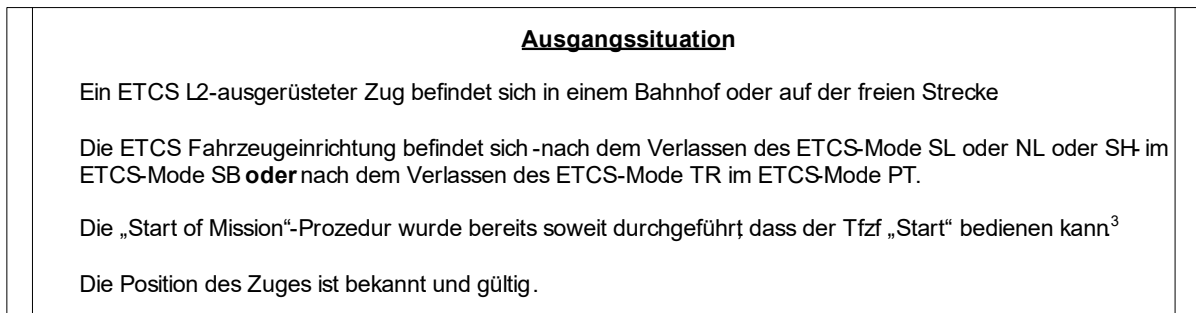 Ausgangssituation
Ein ETCS L2-ausgerüsteter Zug befindet sich in einem Bahnhof oder auf der freien Strecke
Die ETCS Fahrzeugeinrichtung befindet sich -nach dem Verlassen des ETCS-Mode SL oder NL oder SH- im
ETCS-Mode SB oder nach dem Verlassen des ETCS-Mode TR im ETCS-Mode PT.
Die „Start of Mission“-Prozedur wurde bereits soweit durchgeführt, dass der Tfzf „Start“ bedienen kann.³
Die Position des Zuges ist bekannt und gültig.